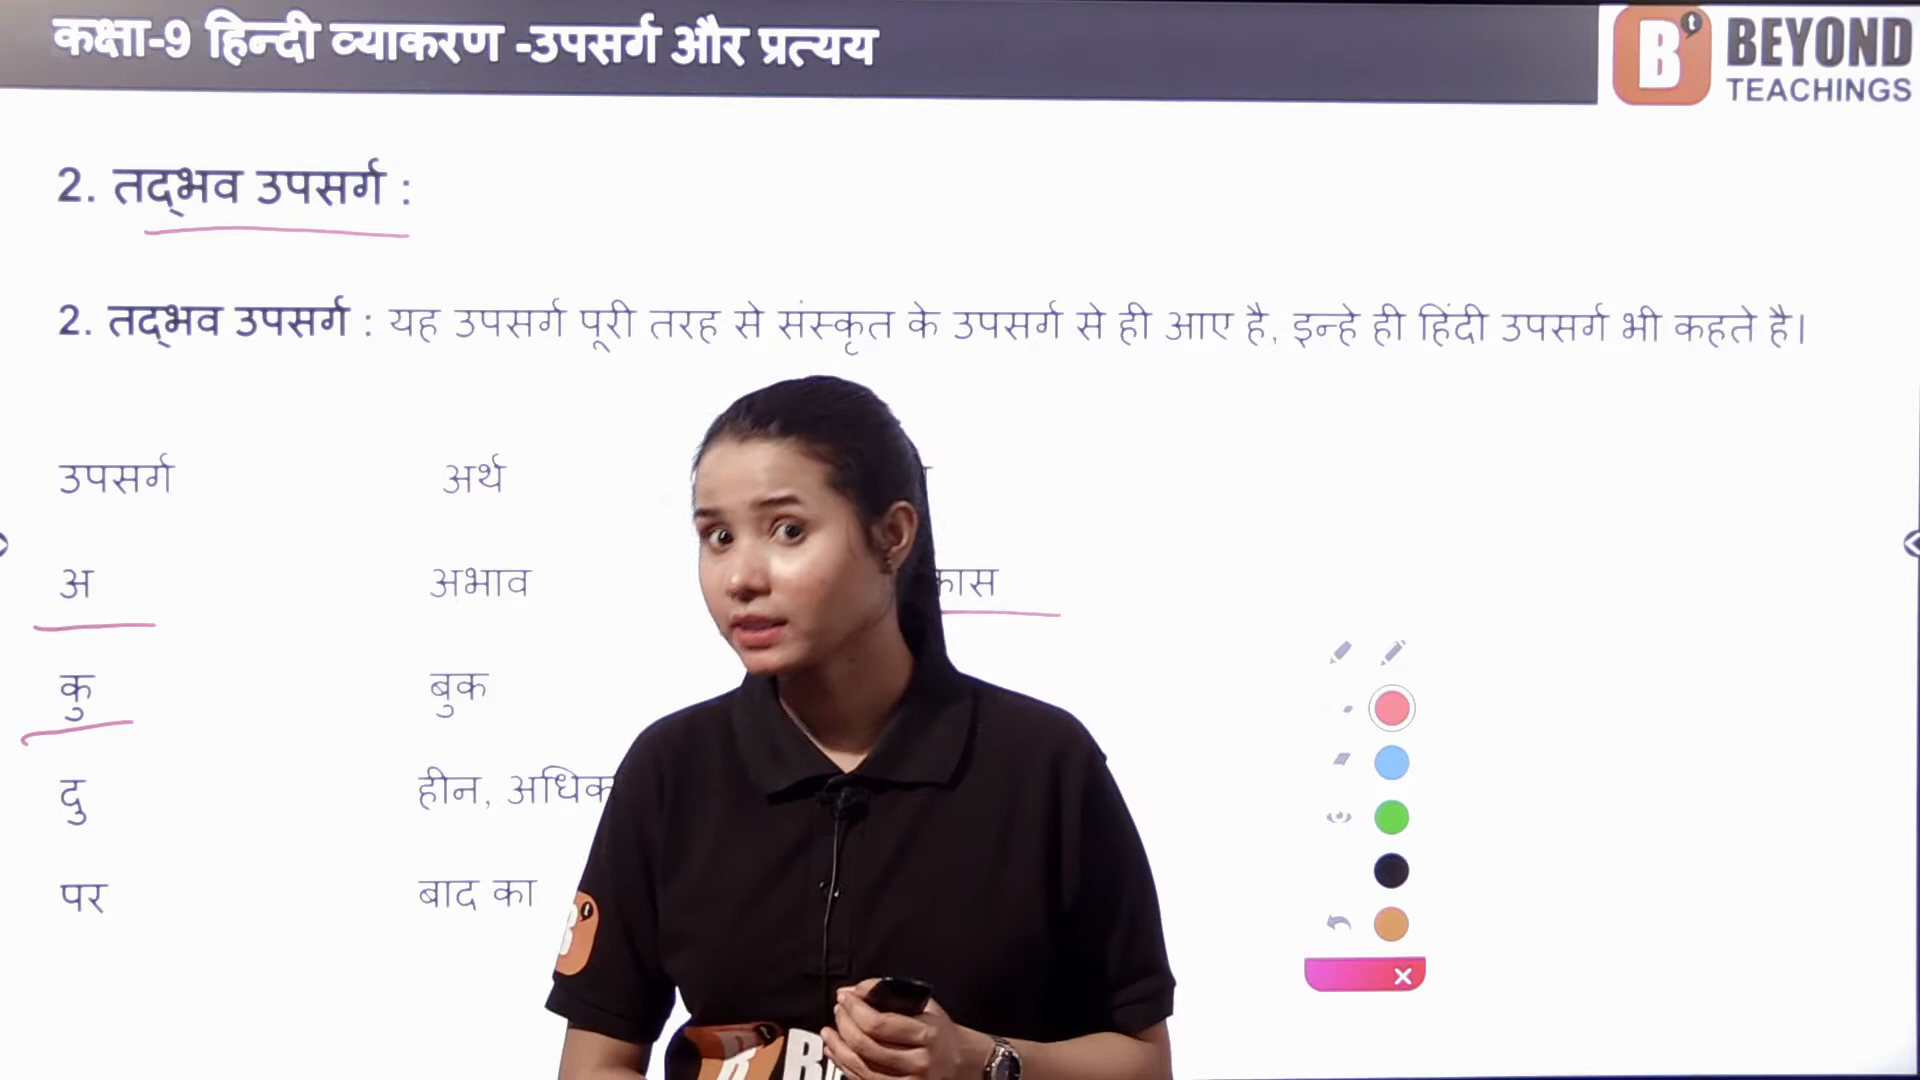 कक्षा-9 हिन्दी व्याकरण -उपसर्ग और प्रत्यय
BEYOND
TEACHINGS
2. तद्भव उपसर्ग :
2. तद्भव उपसर्ग : यह उपसर्ग पूरी तरह से संस्कृत के उपसर्ग से ही आए है, इन्हे ही हिंदी उपसर्ग भी कहते है।
उपसर्ग अर्थ
अ अभाव
कु बुक
दु हीन, अधिक
पर बाद का